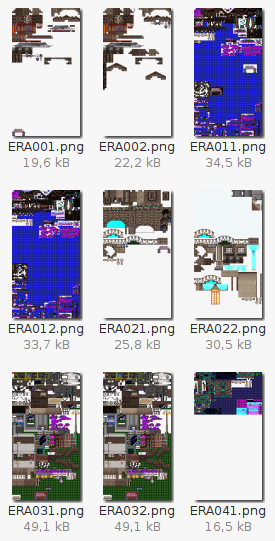 ERA001.png ERA002.png ERA011.png
19,6 kB 22,2 kB 34,5 kB
ERA012.png ERA021.png ERA022.png
33,7 kB 25,8 kB 30,5 kB
ERA031.png ERA032.png ERA041.png
49,1 kB 49,1 kB 16,5 kB